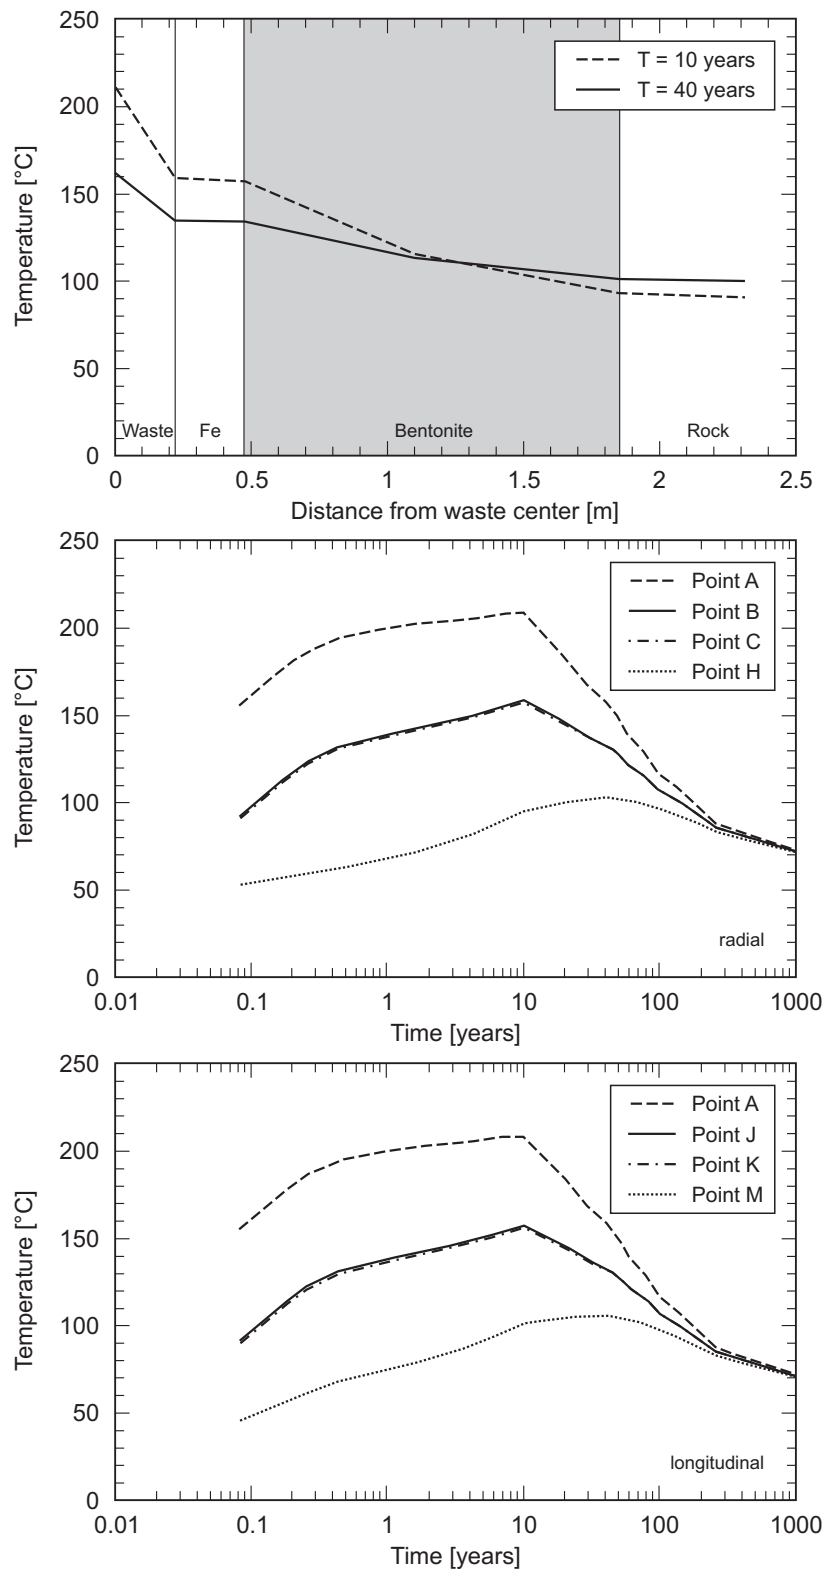 250
200
150
100
50
0
Temperature [°C]
T = 10 years
T = 40 years
Waste
Fe
Bentonite
Rock
0
0.5
1
1.5
2
2.5
Distance from waste center [m]
250
200
150
100
50
0
Temperature [°C]
Point A
Point B
Point C
Point H
radial
0.01
0.1
1
10
100
1000
Time [years]
250
200
150
100
50
0
Temperature [°C]
Point A
Point J
Point K
Point M
longitudinal
0.01
0.1
1
10
100
1000
Time [years]